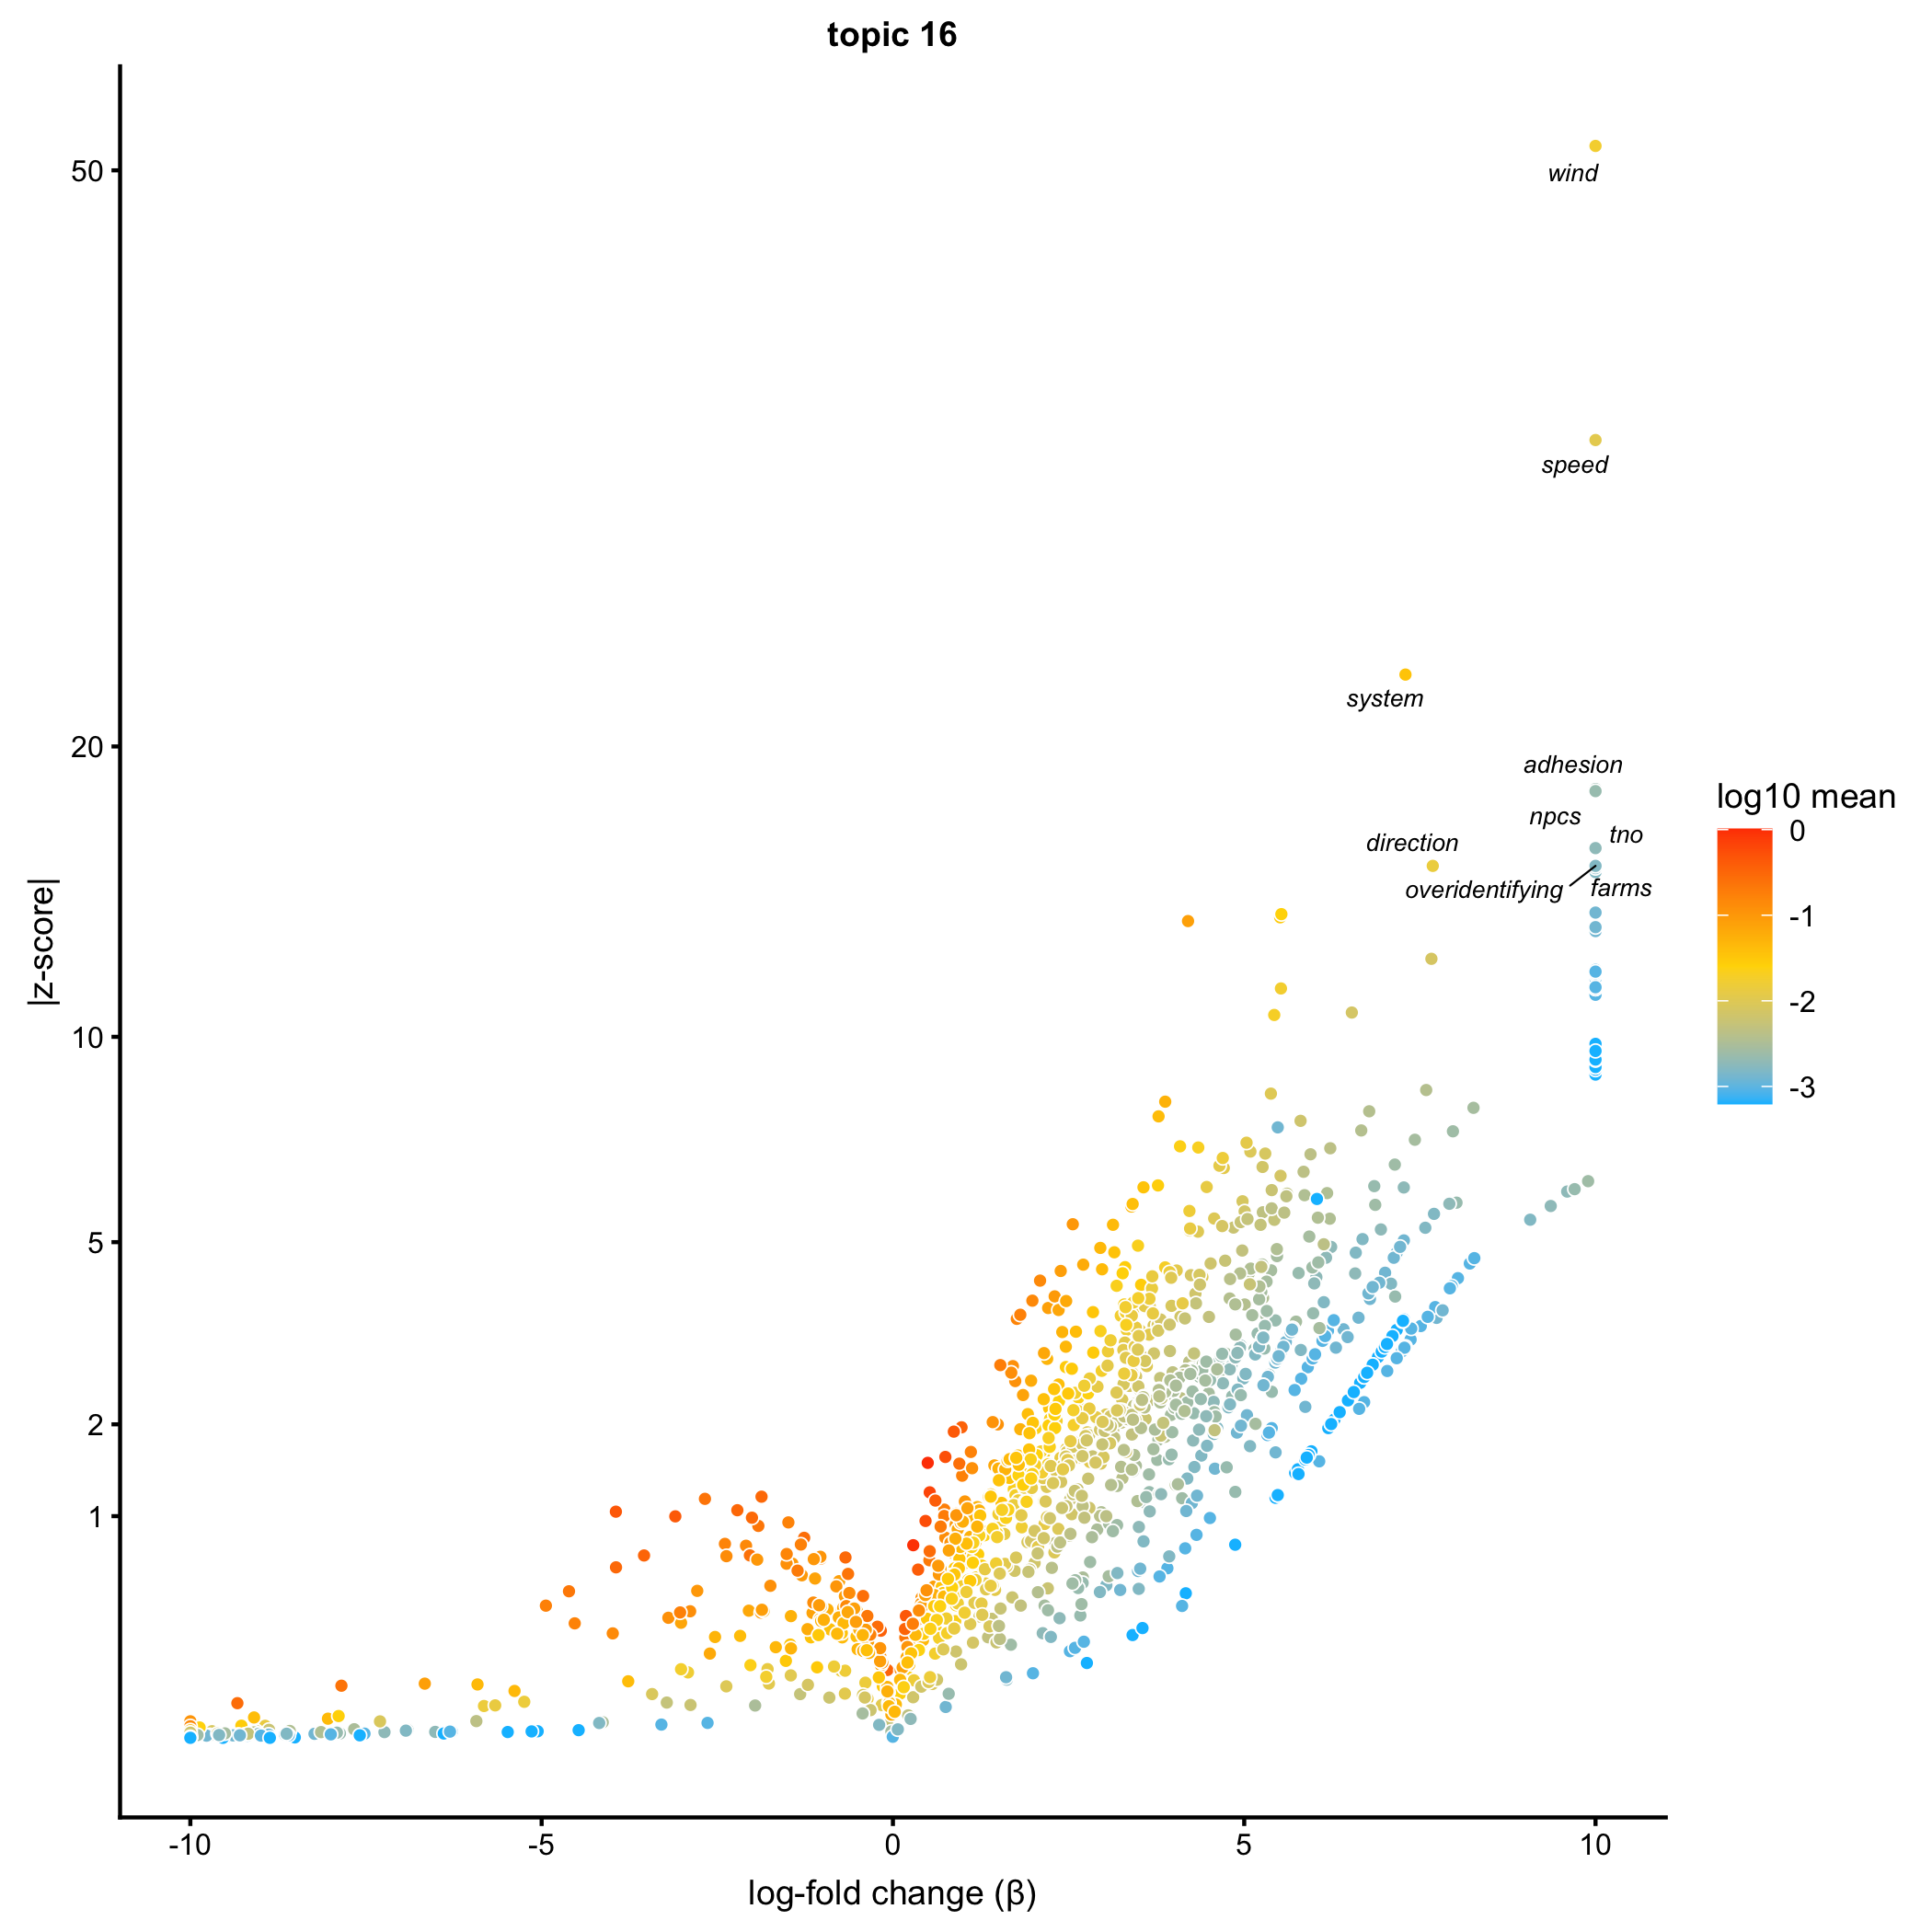 topic 16
50
wind
speed
system
20
adhesion
npcs
tno
direction
overidentifying
farms
|z-score|
10
5
2
1
log10 mean
0
-1
-2
-3
-10
-5
0
5
10
log-fold change (β)